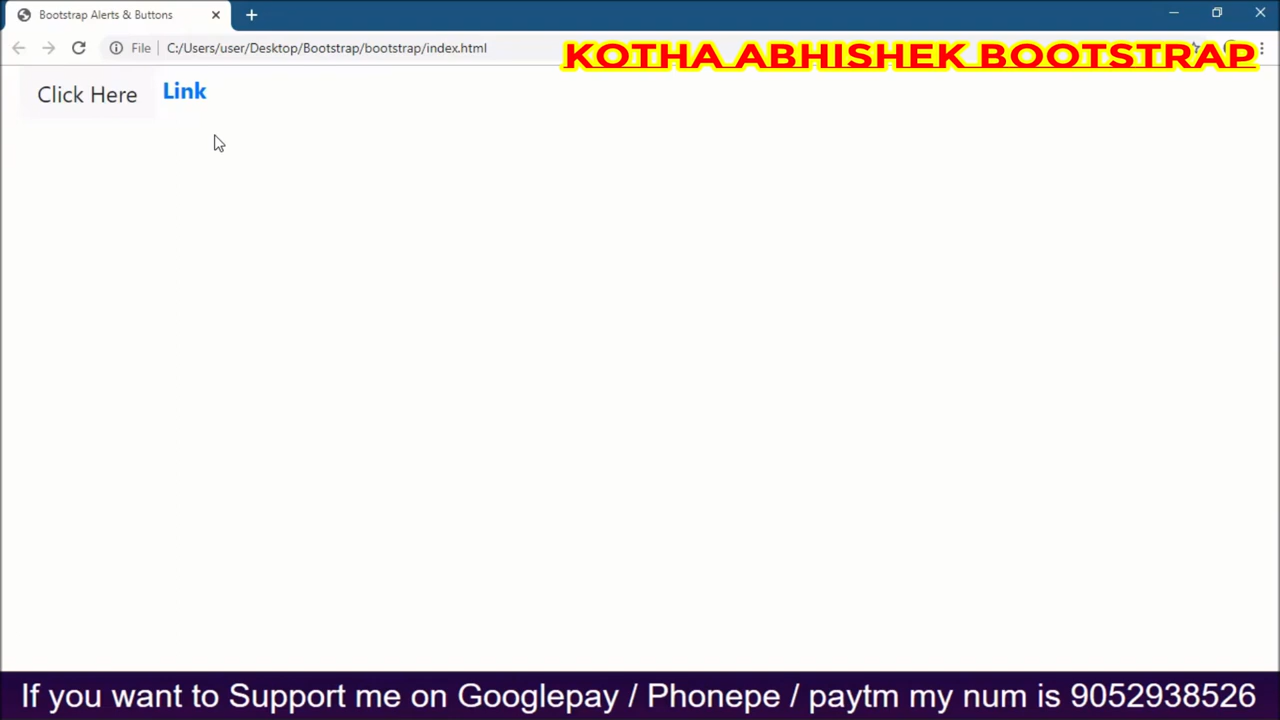 Bootstrap Alerts & Buttons
File C:/Users/user/Desktop/Bootstrap/bootstrap/index.html
KOTHA ABHISHEK BOOTSTRAP
Click Here Link
If you want to Support me on Googlepay / Phonepe / paytm my num is 9052938526